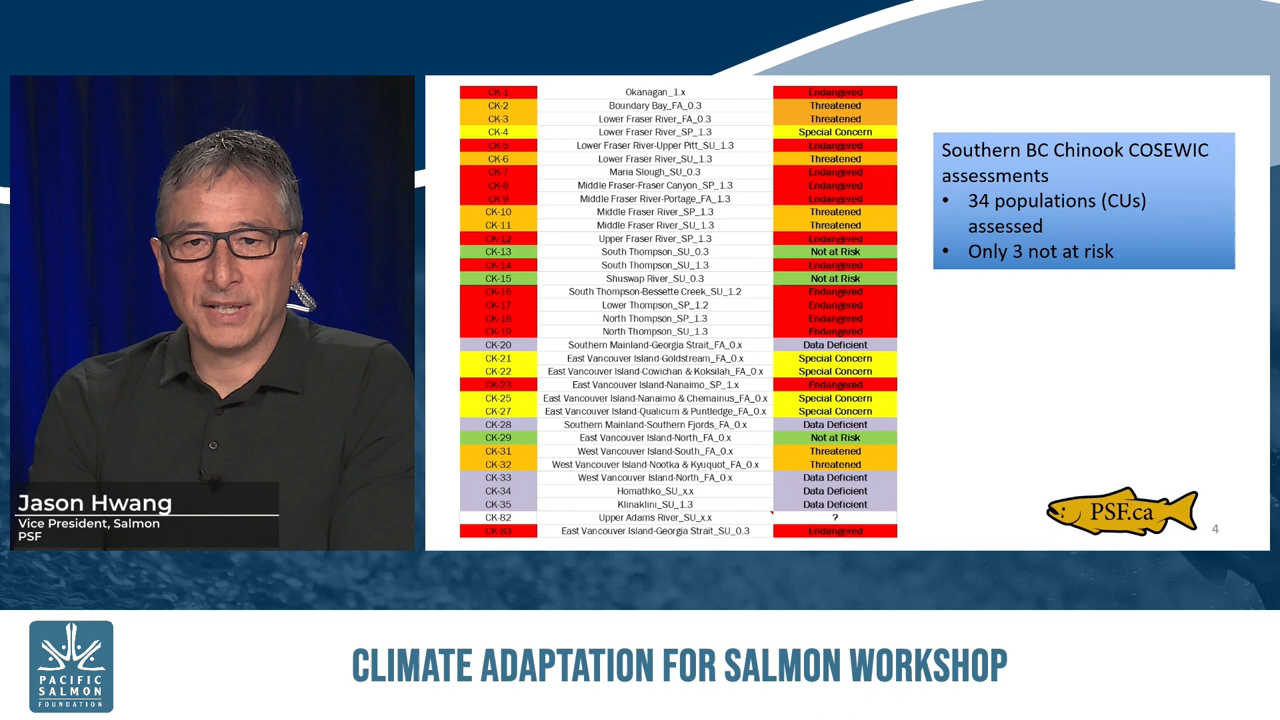 CK-1 Okanagan_1.x Endangered
CK-2 Boundary Bay_FA_0.3 Threatened
CK-3 Lower Fraser River_FA_0.3 Threatened
CK-4 Lower Fraser River_SP_1.3 Special Concern
CK-5 Lower Fraser River-Upper Pitt_SU_1.3 Endangered
CK-6 Lower Fraser River_SU_1.3 Threatened
CK-7 Maria Slough_SU_0.3 Endangered
CK-8 Middle Fraser-Fraser Canyon_SP_1.3 Endangered
CK-9 Middle Fraser River-Portage_FA_1.3 Endangered
CK-10 Middle Fraser River_SP_1.3 Threatened
CK-11 Middle Fraser River_SU_1.3 Threatened
CK-12 Upper Fraser River_SP_1.3 Endangered
CK-13 South Thompson_SU_0.3 Not at Risk
CK-14 South Thompson_SU_1.3 Endangered
CK-15 Shuswap River_SU_0.3 Not at Risk
CK-16 South Thompson-Bessette Creek_SU_1.2 Endangered
CK-17 Lower Thompson_SP_1.2 Endangered
CK-18 North Thompson_SP_1.3 Endangered
CK-19 North Thompson_SU_1.3 Endangered
CK-20 Southern Mainland-Georgia Strait_FA_0.x Data Deficient
CK-21 East Vancouver Island-Goldstream_FA_0.x Special Concern
CK-22 East Vancouver Island-Cowichan & Koksilah_FA_0.x Special Concern
CK-23 East Vancouver Island-Nanaimo_SP_1.x Endangered
CK-25 East Vancouver Island-Nanaimo & Chemainus_FA_0.x Special Concern
CK-27 East Vancouver Island-Qualicum & Puntledge_FA_0.x Special Concern
CK-28 Southern Mainland-Southern Fjords_FA_0.x Data Deficient
CK-29 East Vancouver Island-North_FA_0.x Not at Risk
CK-31 West Vancouver Island-South_FA_0.x Threatened
CK-32 West Vancouver Island-Nootka & Kyuquot_FA_0.x Threatened
CK-33 West Vancouver Island-North_FA_0.x Data Deficient
CK-34 Homathko_SU_x.x Data Deficient
CK-35 Klinaklini_SU_1.3 Data Deficient
CK-82 Upper Adams River_SU_x.x ?
CK-83 East Vancouver Island-Georgia Strait_SU_0.3 Endangered
Southern BC Chinook COSEWIC
assessments
• 34 populations (CUs)
assessed
• Only 3 not at risk
PSF.ca
4
Jason Hwang
Vice President, Salmon
PSF
PACIFIC
SALMON
FOUNDATION
CLIMATE ADAPTATION FOR SALMON WORKSHOP